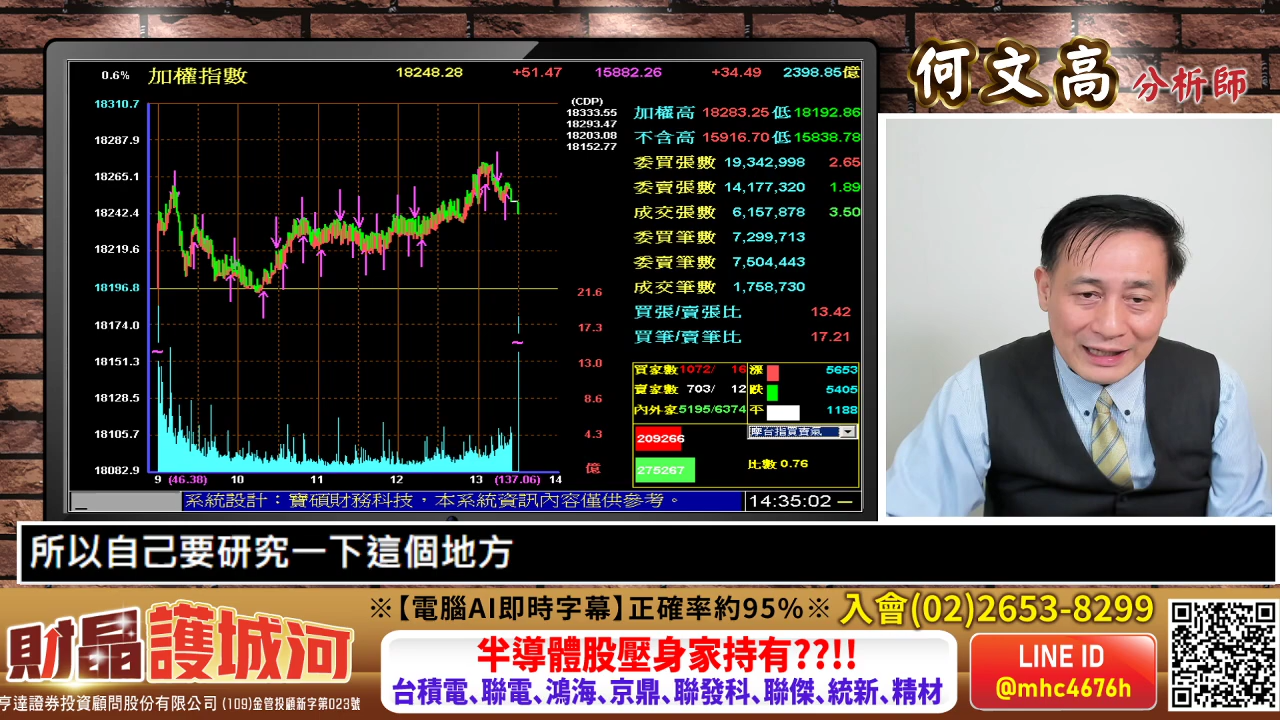 何文高 分析師
0.6% 加權指數 18248.28 +51.47 15882.26 +34.49 2398.85億
18310.7
18287.9
18265.1
18242.4
18219.6
18196.8
18174.0
18151.3
18128.5
18105.7
18082.9
(CDP)
18333.55
18293.47
18203.08
18152.77
21.6
17.3
13.0
8.6
4.3
億
9 (46.38) 10 11 12 13 (137.06) 14
加權高 18283.25 低 18192.86
不含高 15916.70 低 15838.78
委買張數 19,342,998 2.65
委賣張數 14,177,320 1.89
成交張數 6,157,878 3.50
委買筆數 7,299,713
委賣筆數 7,504,443
成交筆數 1,758,730
買張/賣張比 13.42
買筆/賣筆比 17.21
買家數 1072/ 16 漲 5653
賣家數 703/ 12 跌 5405
內外家 5195/6374 平 1188
209266 摩台指買賣氣
275267 比數 0.76
系統設計：寶碩財務科技，本系統資訊內容僅供參考。 14:35:02
所以自己要研究一下這個地方
財晶護城河
亨達證券投資顧問股份有限公司 (109)金管投顧新字第023號
※【電腦AI即時字幕】正確率約95%※ 入會(02)2653-8299
半導體股壓身家持有??!!
台積電、聯電、鴻海、京鼎、聯發科、聯傑、統新、精材
LINE ID
@mhc4676h